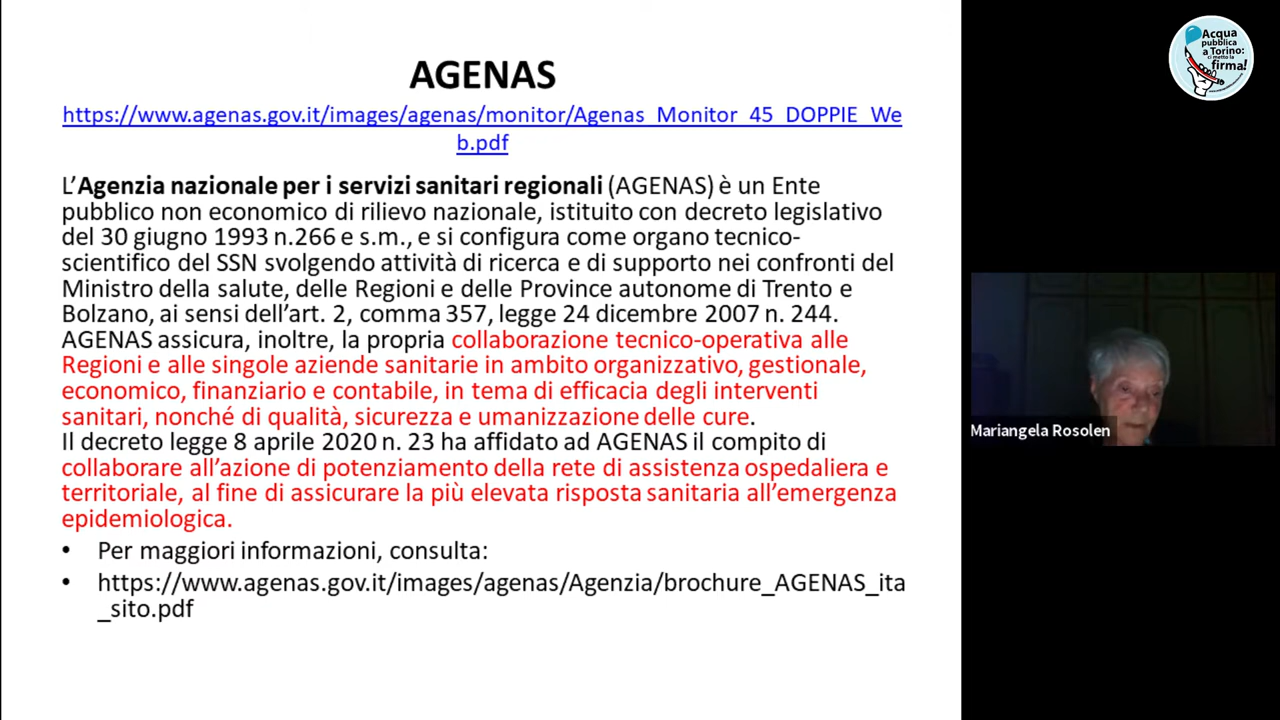 AGENAS
https://www.agenas.gov.it/images/agenas/monitor/Agenas_Monitor_45_DOPPIE_We
b.pdf
L’Agenzia nazionale per i servizi sanitari regionali (AGENAS) è un Ente
pubblico non economico di rilievo nazionale, istituito con decreto legislativo
del 30 giugno 1993 n.266 e s.m., e si configura come organo tecnico-
scientifico del SSN svolgendo attività di ricerca e di supporto nei confronti del
Ministro della salute, delle Regioni e delle Province autonome di Trento e
Bolzano, ai sensi dell’art. 2, comma 357, legge 24 dicembre 2007 n. 244.
AGENAS assicura, inoltre, la propria collaborazione tecnico-operativa alle
Regioni e alle singole aziende sanitarie in ambito organizzativo, gestionale,
economico, finanziario e contabile, in tema di efficacia degli interventi
sanitari, nonché di qualità, sicurezza e umanizzazione delle cure.
Il decreto legge 8 aprile 2020 n. 23 ha affidato ad AGENAS il compito di
collaborare all’azione di potenziamento della rete di assistenza ospedaliera e
territoriale, al fine di assicurare la più elevata risposta sanitaria all’emergenza
epidemiologica.
• Per maggiori informazioni, consulta:
• https://www.agenas.gov.it/images/agenas/Agenzia/brochure_AGENAS_ita
_sito.pdf
Acqua
pubblica
a Torino:
ci metto la
firma!
Mariangela Rosolen